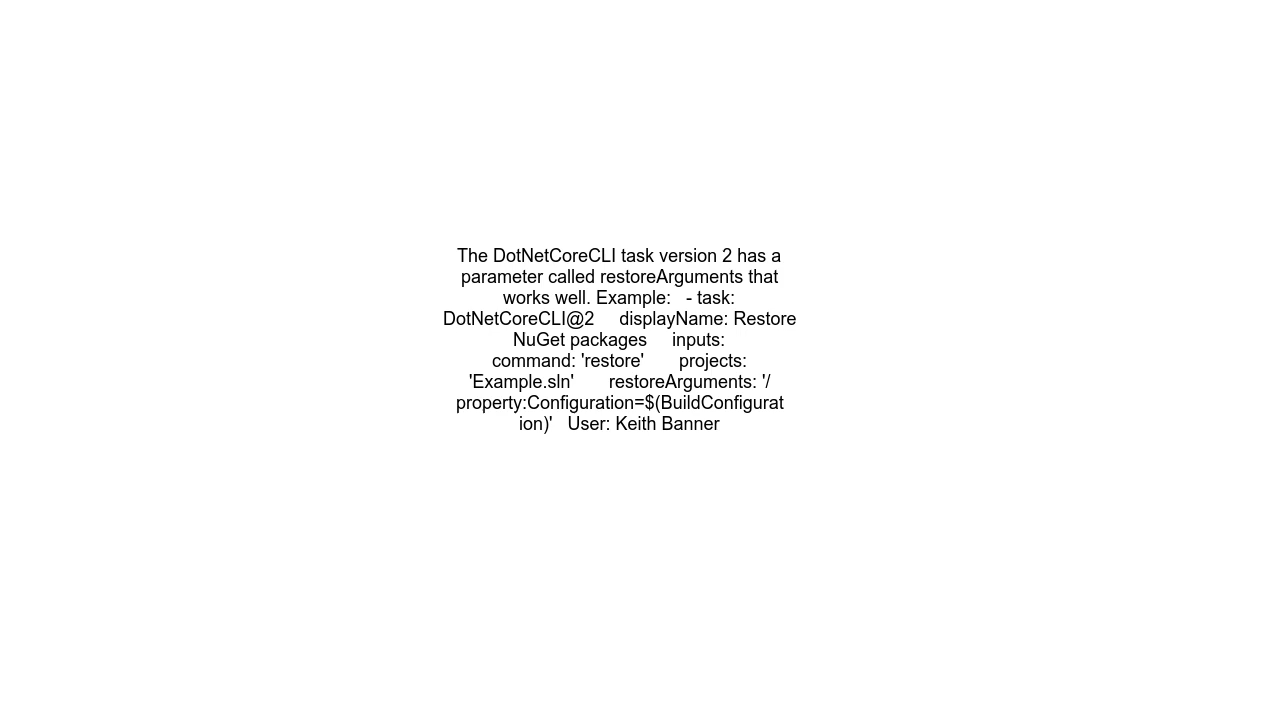 The DotNetCoreCLI task version 2 has a
parameter called restoreArguments that
works well. Example:   - task:
DotNetCoreCLI@2     displayName: Restore
NuGet packages     inputs:
command: 'restore'       projects:
'Example.sln'       restoreArguments: '/
property:Configuration=$(BuildConfigurat
ion)'   User: Keith Banner